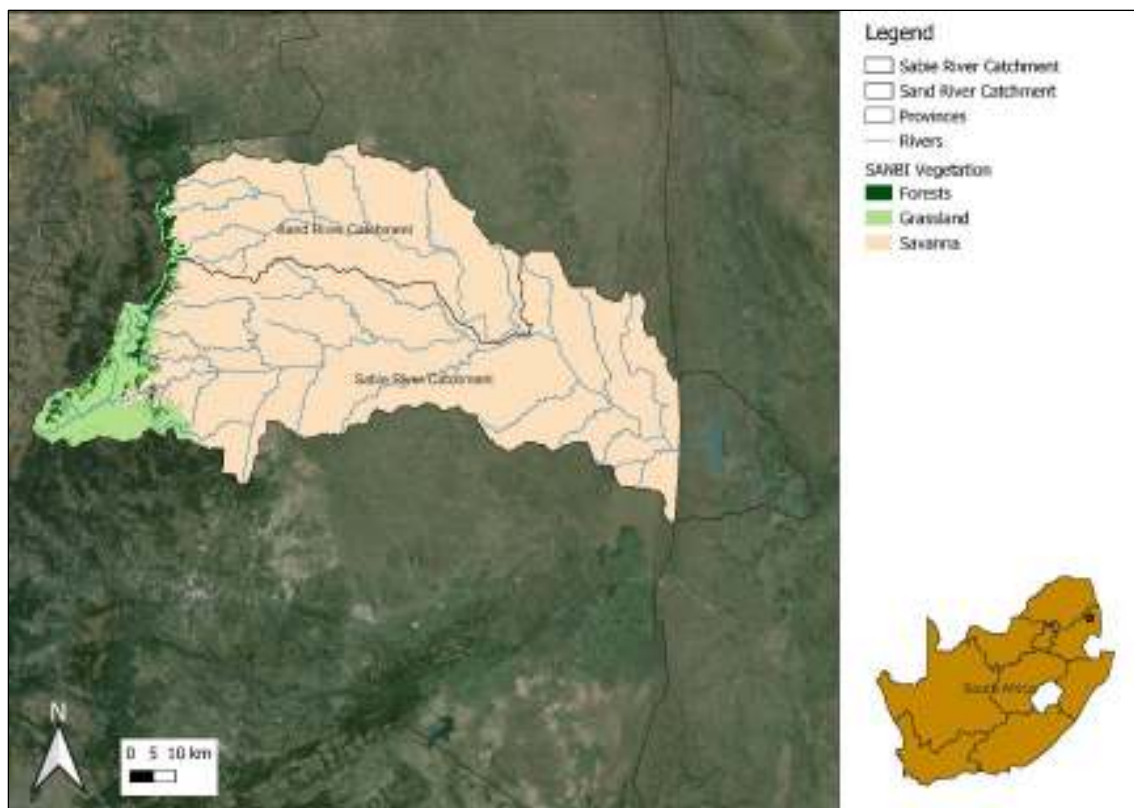 Legend
Sabie River Catchment
Sand River Catchment
Provinces
Rivers
SANBI Vegetation
Forests
Grassland
Savanna
Sand River Catchment
Sabie River Catchment
South Africa
N
0 5 10 km